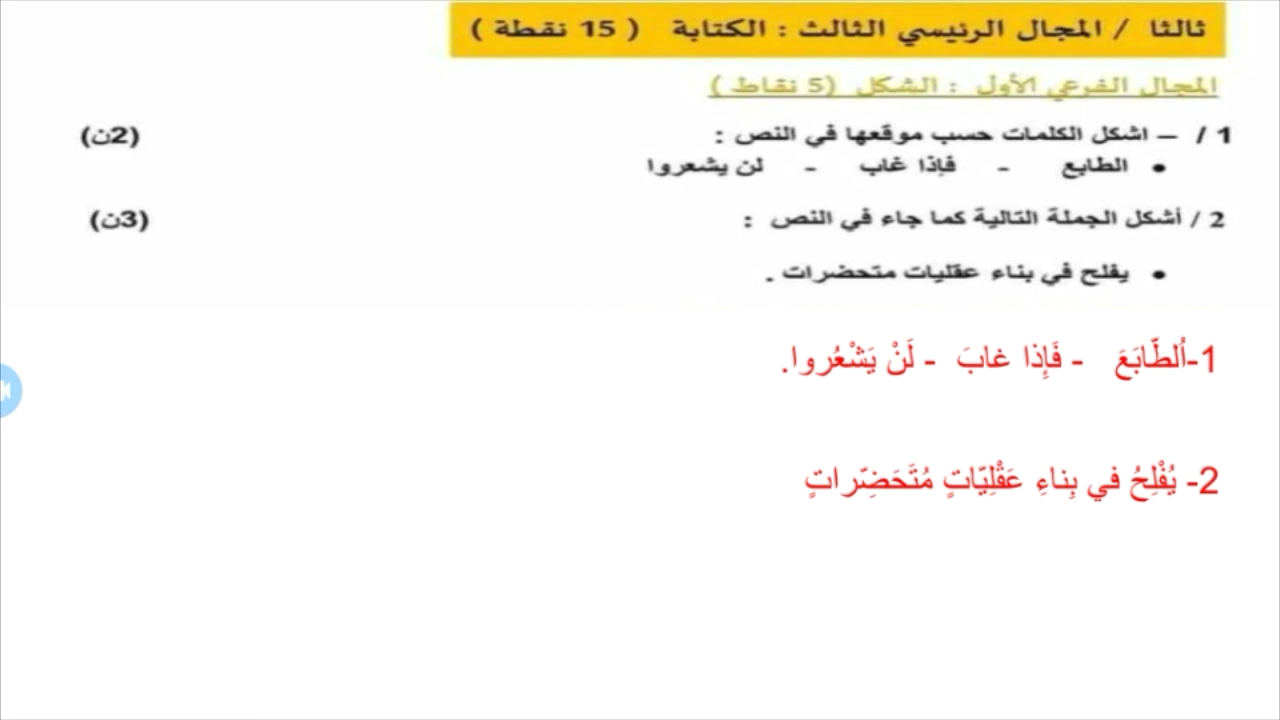 ثالثا / المجال الرئيسي الثالث : الكتابة ( 15 نقطة )
المجال الفرعي الأول : الشكل (5 نقاط )
1 / – اشكل الكلمات حسب موقعها في النص : (2ن)
• الطابع - فإذا غاب - لن يشعروا
2 / أشكل الجملة التالية كما جاء في النص : (3ن)
• يفلح في بناء عقليات متحضرات .
1-اُلطّابَعَ - فَإِذا غابَ - لَنْ يَشْعُروا.
2- يُفْلِحُ في بِناءِ عَقْلِيّاتٍ مُتَحَضِّراتٍ